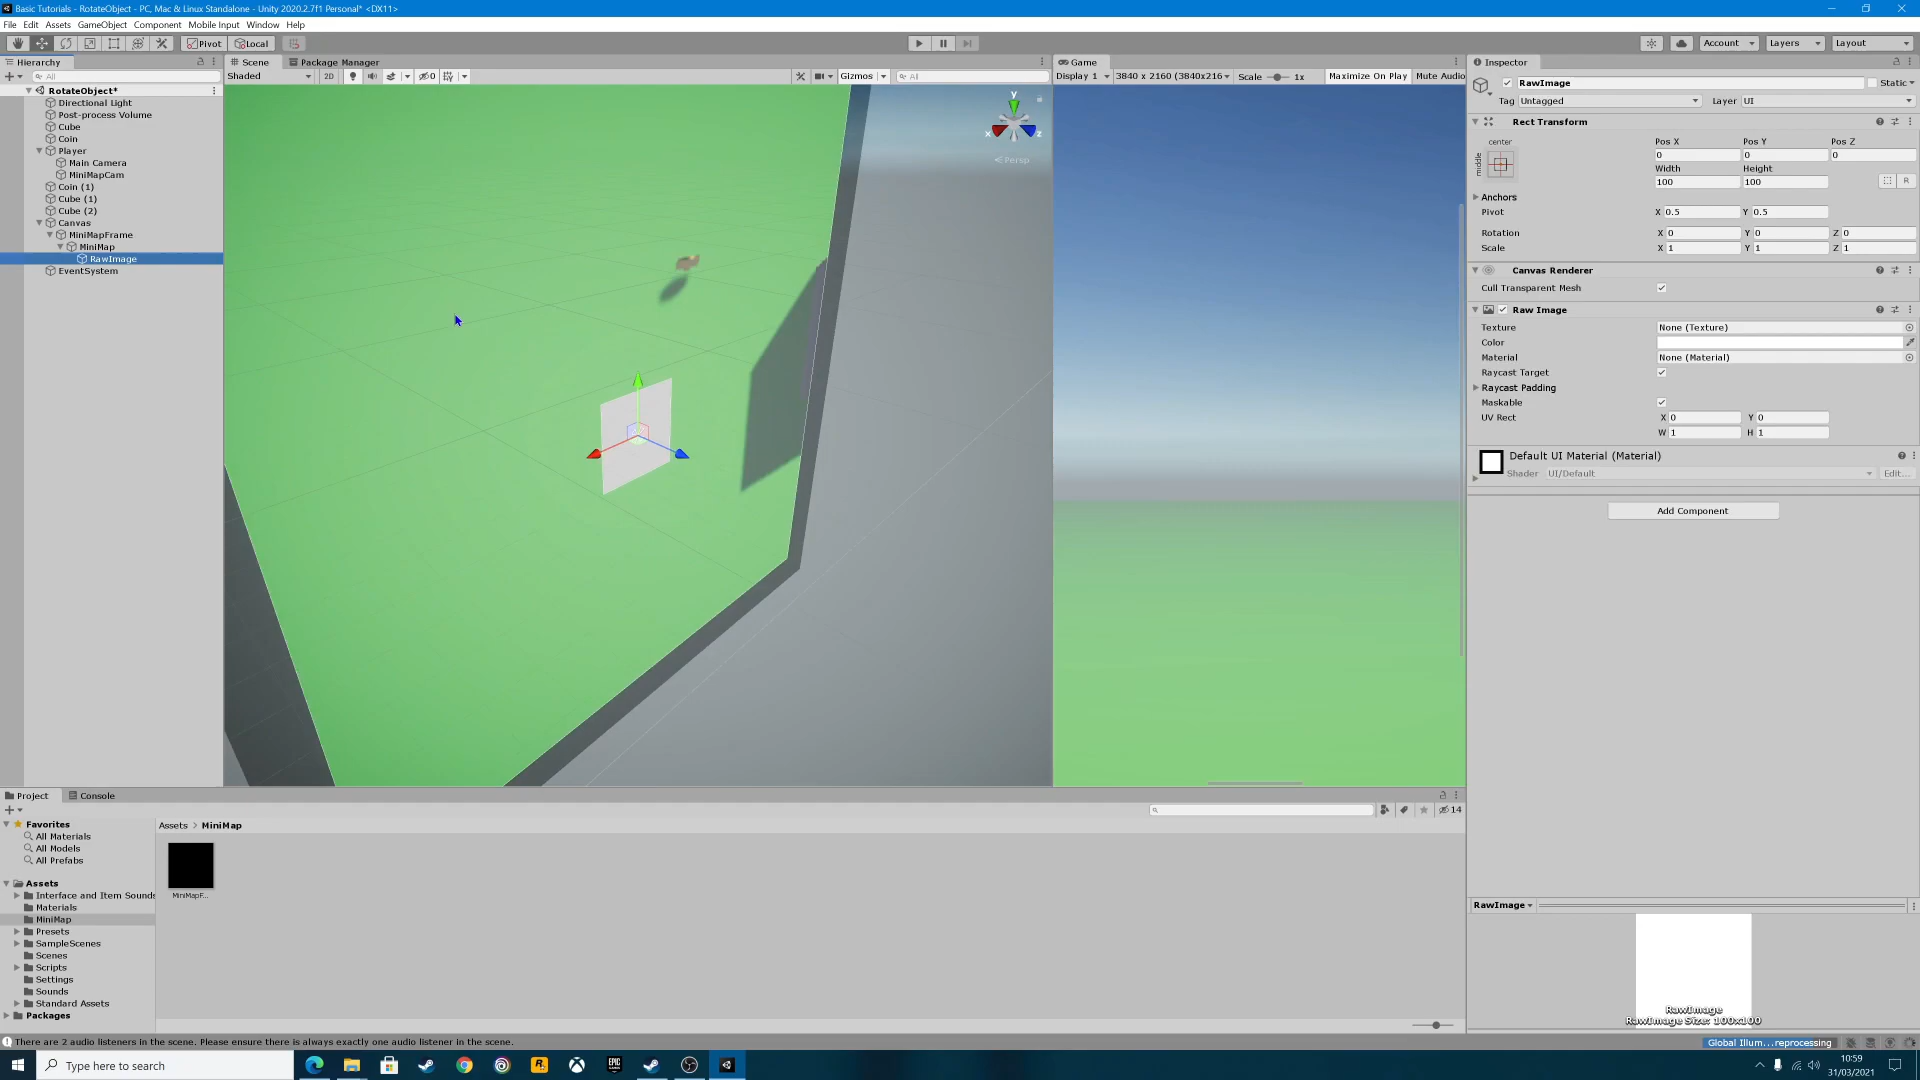 Basic Tutorials - RotateObject - PC, Mac & Linux Standalone - Unity 2020.2.7f1 Personal* <DX11>
File Edit Assets GameObject Component Mobile Input Window Help
Pivot Local Account Layers Layout
Hierarchy
All
RotateObject*
Directional Light
Post-process Volume
Cube
Coin
Player
Main Camera
MiniMapCam
Coin (1)
Cube (1)
Cube (2)
Canvas
MiniMapFrame
MiniMap
RawImage
EventSystem
Scene Package Manager
Shaded 2D 0 Gizmos All
y
x z
Persp
Game
Display 1 3840 x 2160 (3840x216 Scale 1x Maximize On Play Mute Audio
Inspector
RawImage Static
Tag Untagged Layer UI
Rect Transform
center
middle
Pos X Pos Y Pos Z
0 0 0
Width Height
100 100 R
Anchors
Pivot X 0.5 Y 0.5
Rotation X 0 Y 0 Z 0
Scale X 1 Y 1 Z 1
Canvas Renderer
Cull Transparent Mesh
Raw Image
Texture None (Texture)
Color
Material None (Material)
Raycast Target
Raycast Padding
Maskable
UV Rect X 0 Y 0
W 1 H 1
Default UI Material (Material)
Shader UI/Default Edit...
Add Component
RawImage
RawImage
RawImage Size: 100x100
Project Console
14
Favorites
All Materials
All Models
All Prefabs
Assets
Interface and Item Sounds
Materials
MiniMap
Presets
SampleScenes
Scenes
Scripts
Settings
Sounds
Standard Assets
Packages
Assets > MiniMap
MiniMapF...
There are 2 audio listeners in the scene. Please ensure there is always exactly one audio listener in the scene.
Global Illum...reprocessing
Type here to search
EPIC GAMES
10:59
31/03/2021